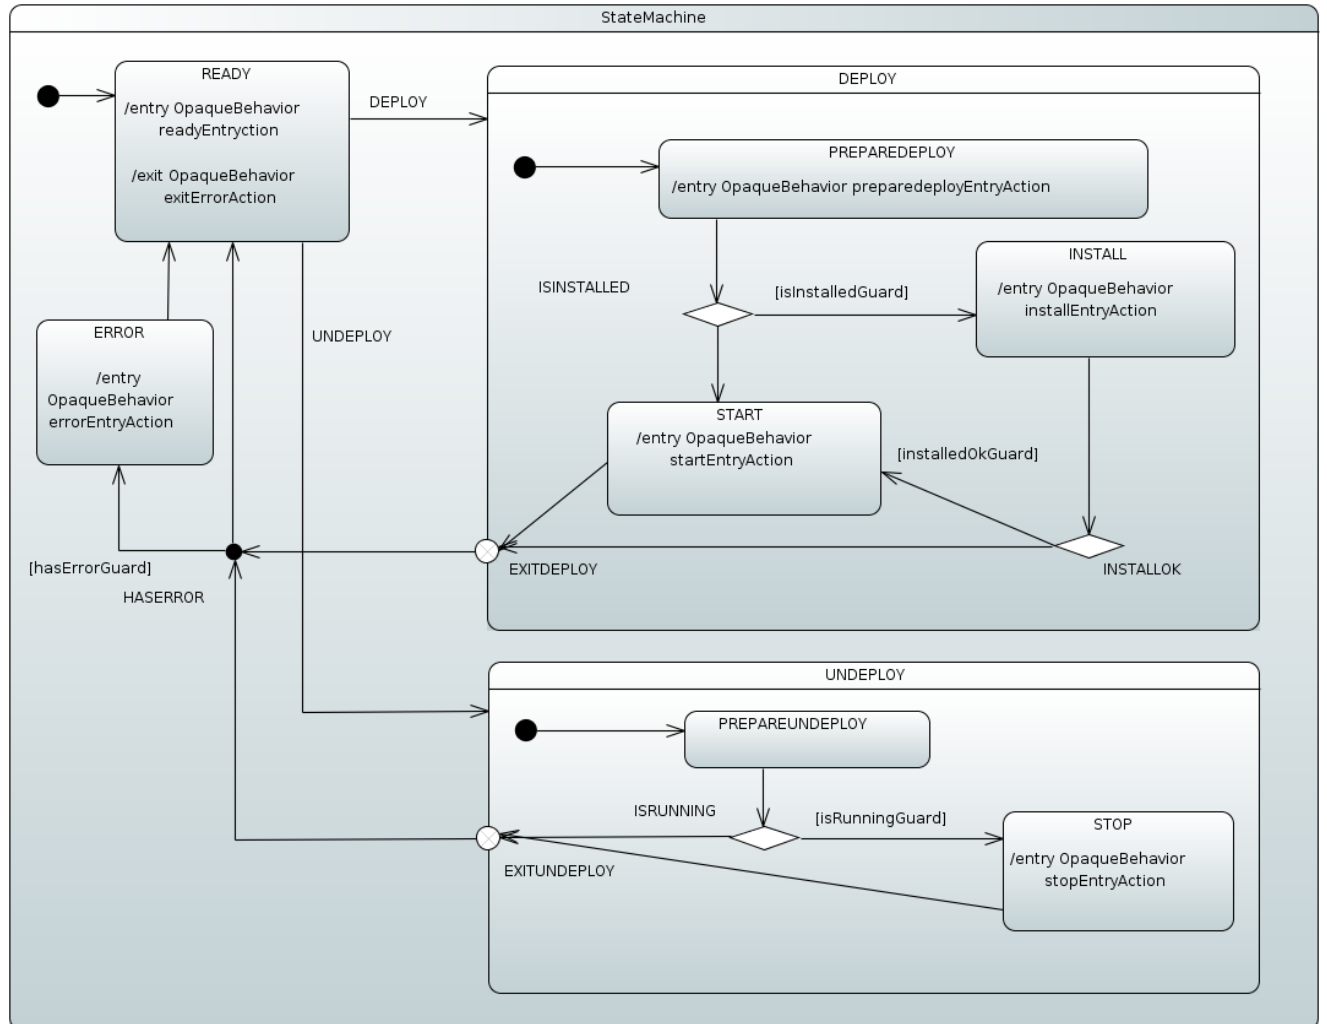 StateMachine
READY
/entry OpaqueBehavior
readyEntryction
/exit OpaqueBehavior
exitErrorAction
DEPLOY
DEPLOY
PREPAREDEPLOY
/entry OpaqueBehavior preparedeployEntryAction
ISINSTALLED
[isInstalledGuard]
INSTALL
/entry OpaqueBehavior
installEntryAction
ERROR
/entry
OpaqueBehavior
errorEntryAction
UNDEPLOY
START
/entry OpaqueBehavior
startEntryAction
[installedOkGuard]
[hasErrorGuard]
HASERROR
EXITDEPLOY
INSTALLOK
UNDEPLOY
PREPAREUNDEPLOY
ISRUNNING
[isRunningGuard]
STOP
/entry OpaqueBehavior
stopEntryAction
EXITUNDEPLOY